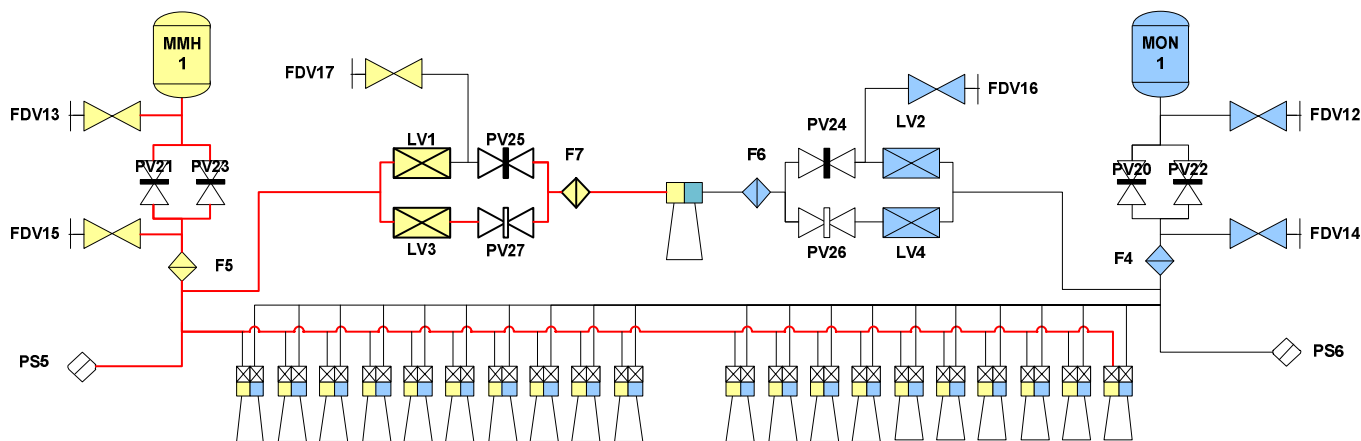 MMH
1
MON
1
FDV17
FDV16
FDV13
FDV12
LV1
PV25
PV24
LV2
PV21
PV23
F7
F6
PV20
PV22
FDV15
LV3
PV27
PV26
LV4
FDV14
F5
F4
PS5
PS6